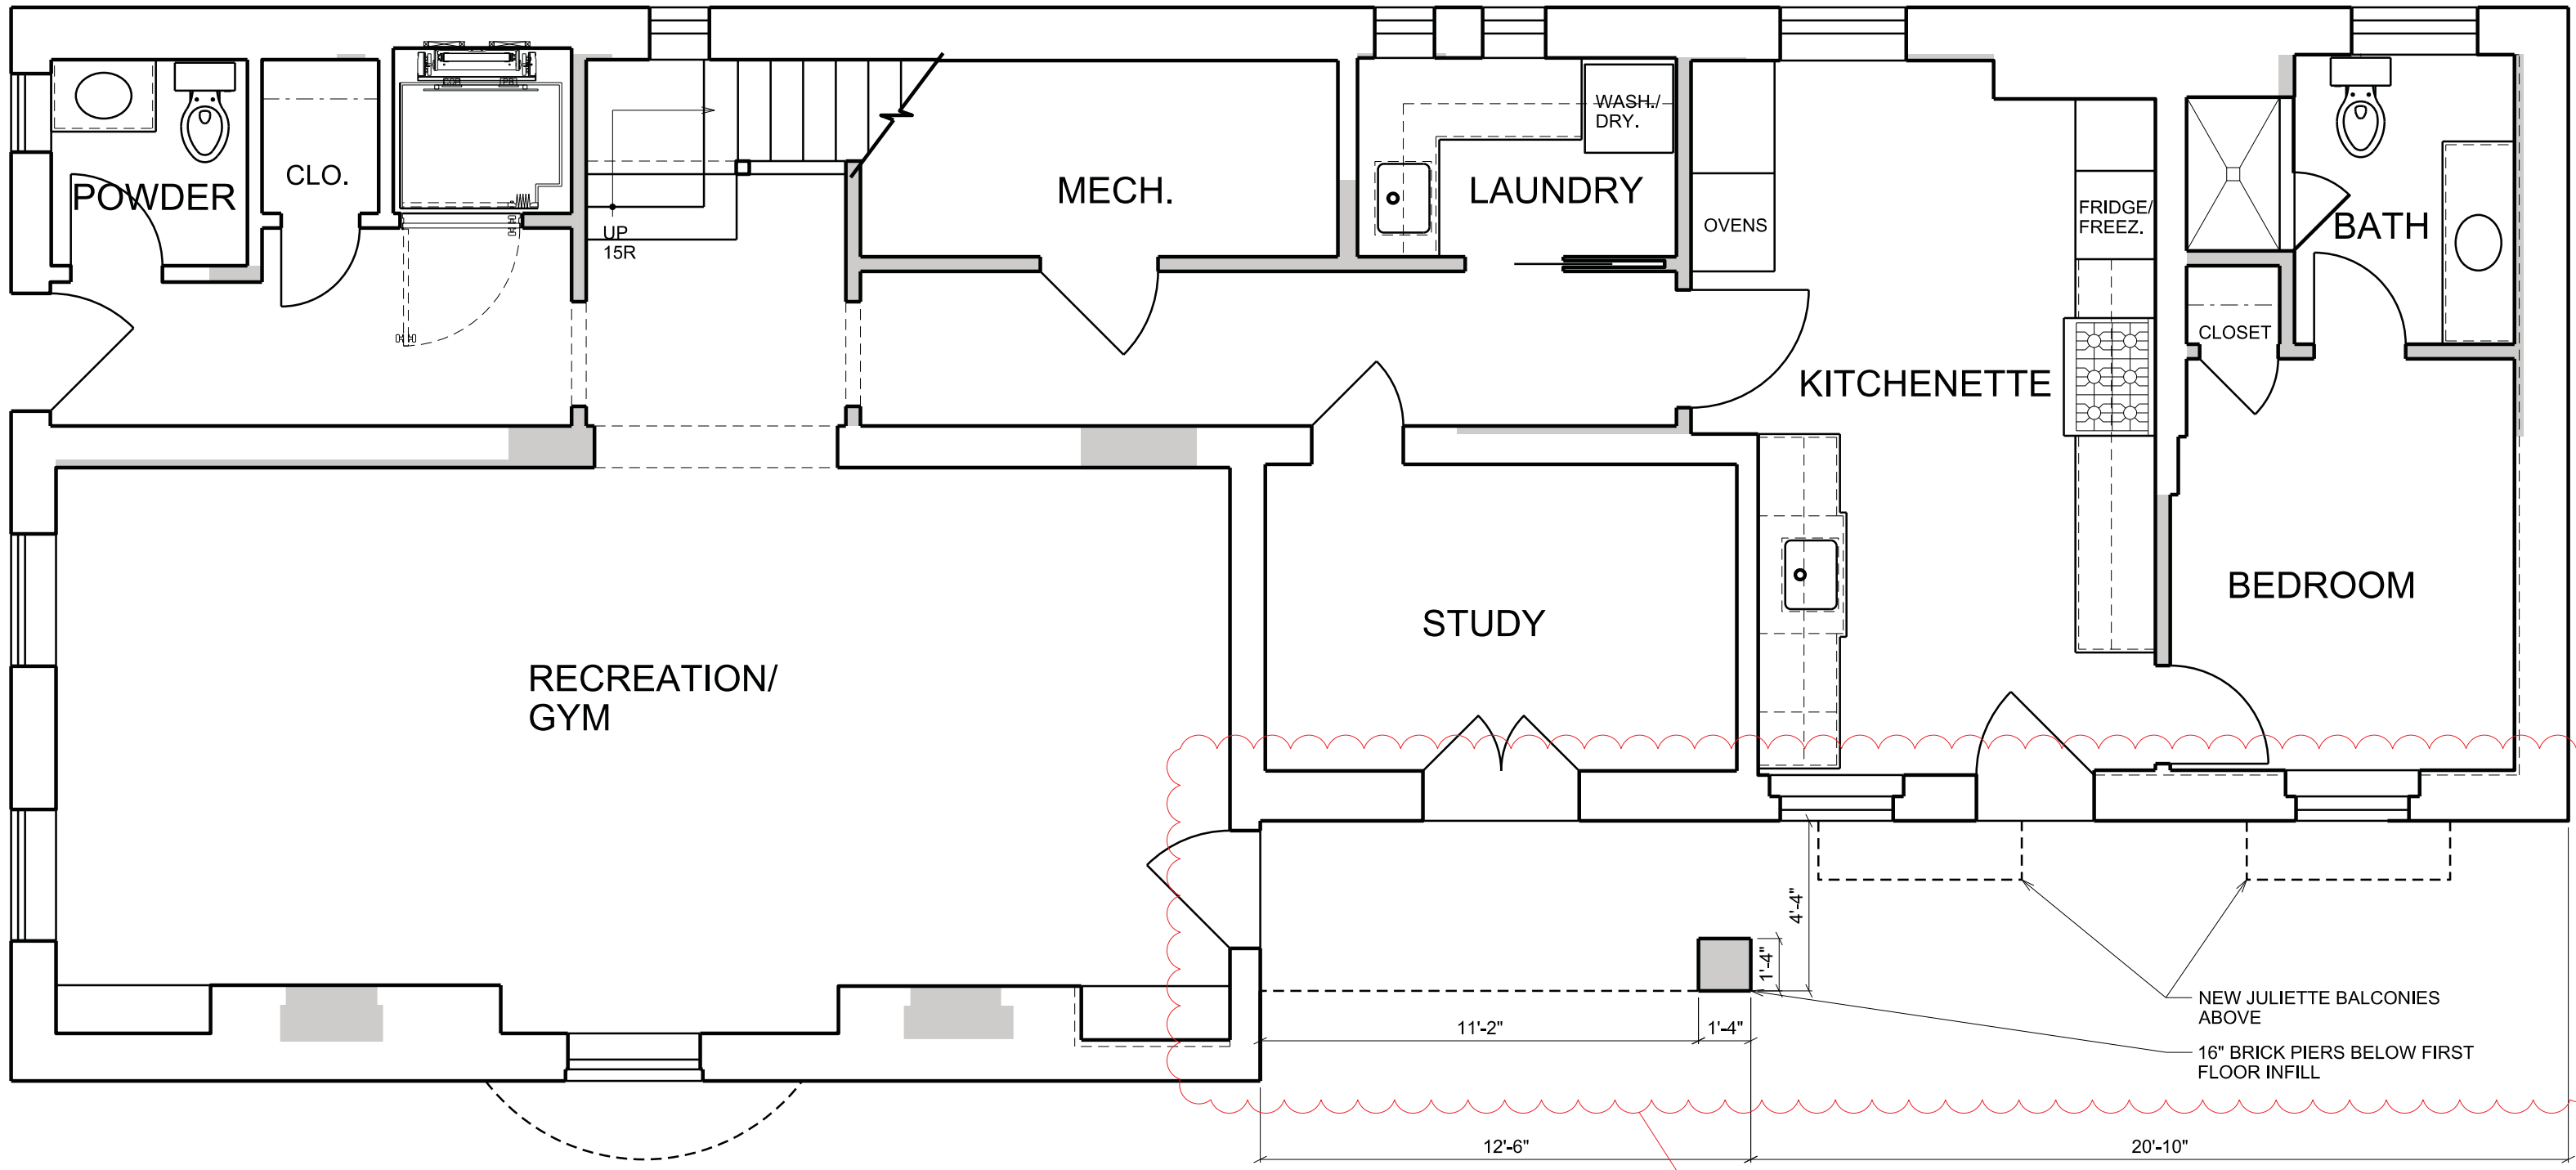 WASH./
DRY.
CLO.
POWDER
MECH.
LAUNDRY
OVENS
FRIDGE/
FREEZ.
BATH
UP
15R
CLOSET
KITCHENETTE
BEDROOM
STUDY
RECREATION/
GYM
4'-4"
1'-4"
NEW JULIETTE BALCONIES
ABOVE
11'-2"
1'-4"
16" BRICK PIERS BELOW FIRST
FLOOR INFILL
12'-6"
20'-10"